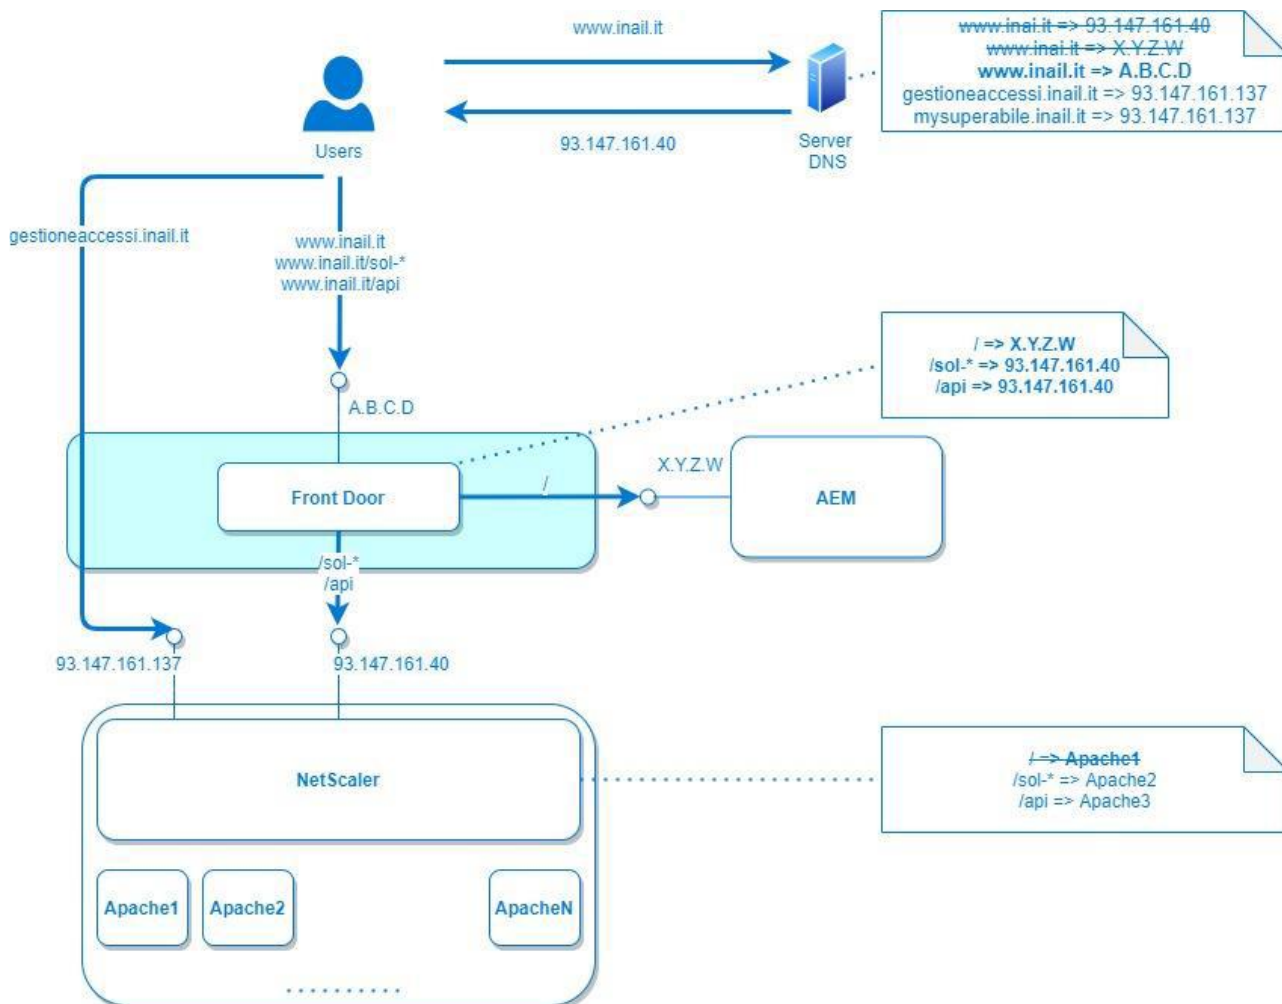 www.inail.it
www.inai.it => 93.147.161.40
www.inai.it => X.Y.Z.W
www.inail.it => A.B.C.D
gestioneaccessi.inail.it => 93.147.161.137
mysuperabile.inail.it => 93.147.161.137
Users
93.147.161.40
Server
DNS
gestioneaccessi.inail.it
www.inail.it
www.inail.it/sol-*
www.inail.it/api
/ => X.Y.Z.W
/sol-* => 93.147.161.40
/api => 93.147.161.40
A.B.C.D
Front Door
/
X.Y.Z.W
AEM
/sol-*
/api
93.147.161.137
93.147.161.40
NetScaler
/ => Apache1
/sol-* => Apache2
/api => Apache3
Apache1
Apache2
ApacheN